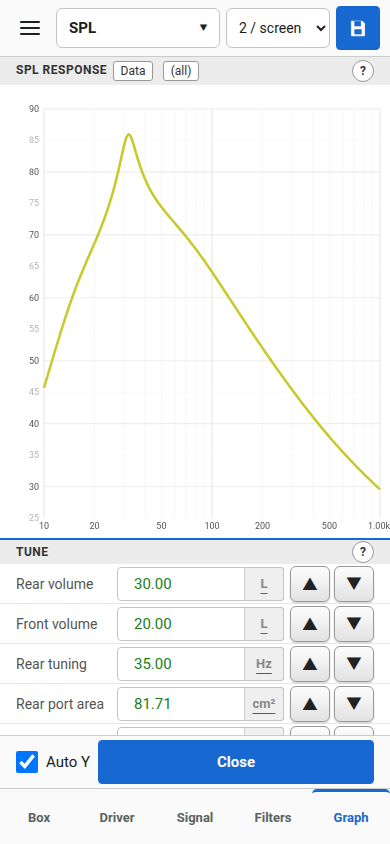 SPL ▼ 2 / screen
SPL RESPONSE Data (all) ?
90
85
80
75
70
65
60
55
50
45
40
35
30
25
10 20 50 100 200 500 1.00k
TUNE ?
Rear volume 30.00 L ▲ ▼
Front volume 20.00 L ▲ ▼
Rear tuning 35.00 Hz ▲ ▼
Rear port area 81.71 cm² ▲ ▼
Auto Y Close
Box Driver Signal Filters Graph